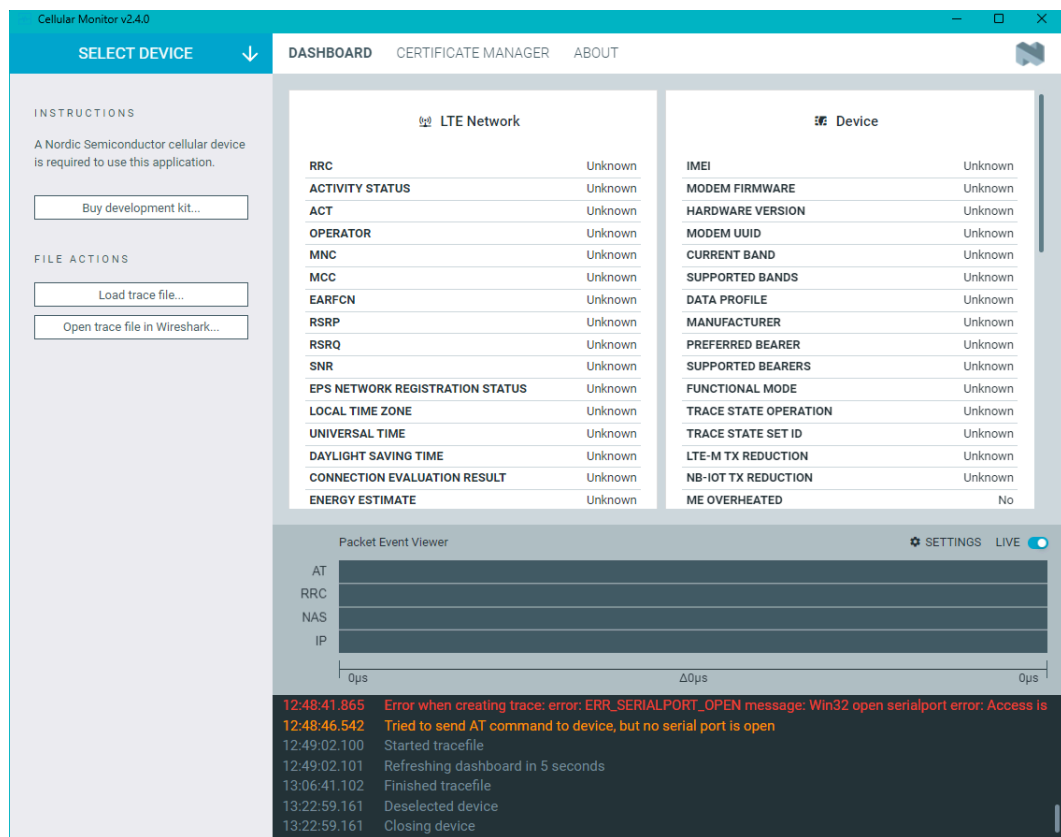 Cellular Monitor v2.4.0
SELECT DEVICE
DASHBOARD CERTIFICATE MANAGER ABOUT
INSTRUCTIONS
A Nordic Semiconductor cellular device
is required to use this application.
Buy development kit...
FILE ACTIONS
Load trace file...
Open trace file in Wireshark...
LTE Network
RRC Unknown
ACTIVITY STATUS Unknown
ACT Unknown
OPERATOR Unknown
MNC Unknown
MCC Unknown
EARFCN Unknown
RSRP Unknown
RSRQ Unknown
SNR Unknown
EPS NETWORK REGISTRATION STATUS Unknown
LOCAL TIME ZONE Unknown
UNIVERSAL TIME Unknown
DAYLIGHT SAVING TIME Unknown
CONNECTION EVALUATION RESULT Unknown
ENERGY ESTIMATE Unknown
Device
IMEI Unknown
MODEM FIRMWARE Unknown
HARDWARE VERSION Unknown
MODEM UUID Unknown
CURRENT BAND Unknown
SUPPORTED BANDS Unknown
DATA PROFILE Unknown
MANUFACTURER Unknown
PREFERRED BEARER Unknown
SUPPORTED BEARERS Unknown
FUNCTIONAL MODE Unknown
TRACE STATE OPERATION Unknown
TRACE STATE SET ID Unknown
LTE-M TX REDUCTION Unknown
NB-IOT TX REDUCTION Unknown
ME OVERHEATED No
Packet Event Viewer SETTINGS LIVE
AT
RRC
NAS
IP
0μs Δ0μs 0μs
12:48:41.865 Error when creating trace: error: ERR_SERIALPORT_OPEN message: Win32 open serialport error: Access is
12:48:46.542 Tried to send AT command to device, but no serial port is open
12:49:02.100 Started tracefile
12:49:02.101 Refreshing dashboard in 5 seconds
13:06:41.102 Finished tracefile
13:22:59.161 Deselected device
13:22:59.161 Closing device